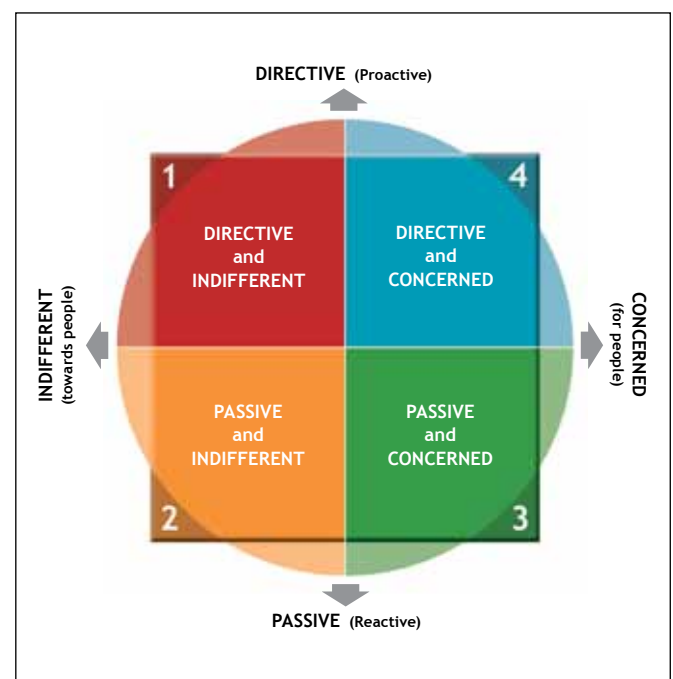 DIRECTIVE (Proactive)
1
4
DIRECTIVE
and
INDIFFERENT
DIRECTIVE
and
CONCERNED
INDIFFERENT
(towards people)
CONCERNED
(for people)
PASSIVE
and
INDIFFERENT
PASSIVE
and
CONCERNED
2
3
PASSIVE (Reactive)